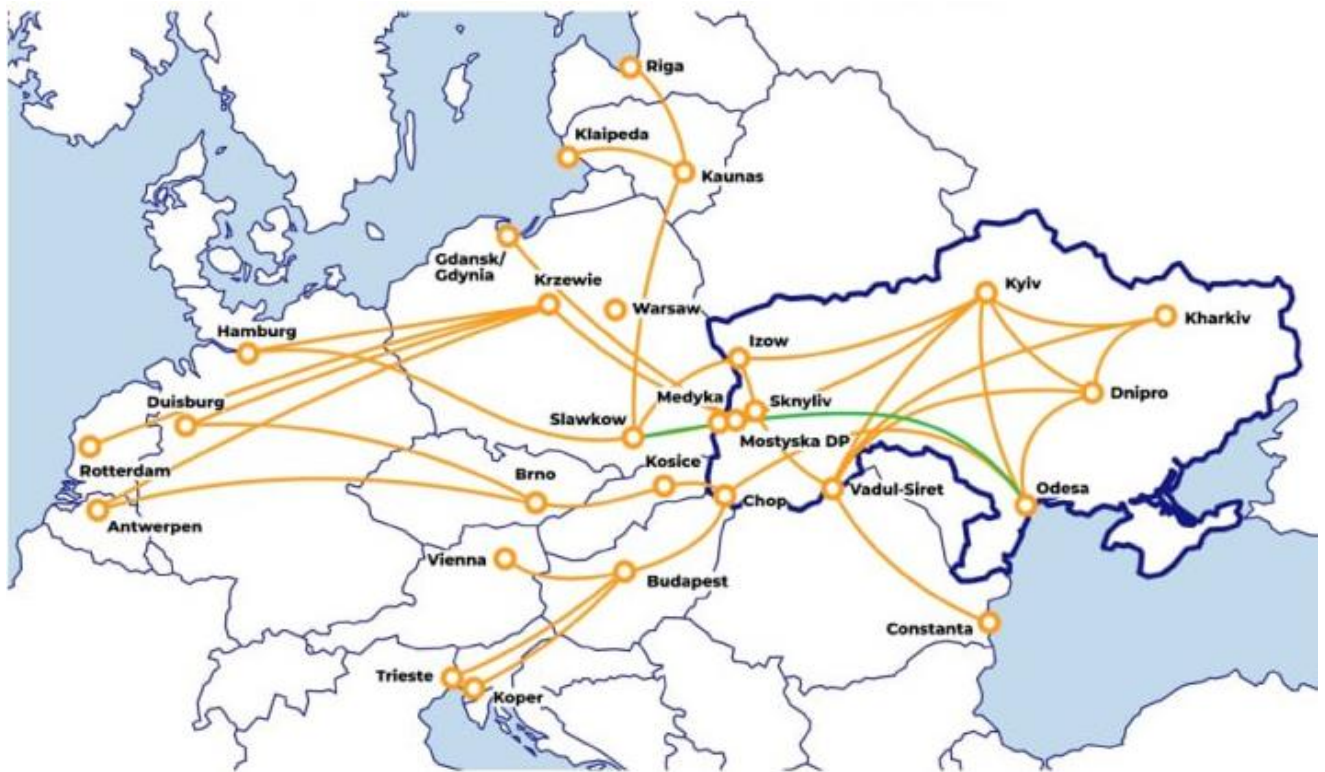 Riga
Klaipeda
Kaunas
Gdansk/
Gdynia
Krzewie
Warsaw
Hamburg
Kyiv
Kharkiv
Izow
Duisburg
Medyka
Sknyliv
Dnipro
Slawkow
Mostyska DP
Rotterdam
Brno
Kosice
Vadul-Siret
Odesa
Antwerpen
Chop
Vienna
Budapest
Constanta
Trieste
Koper